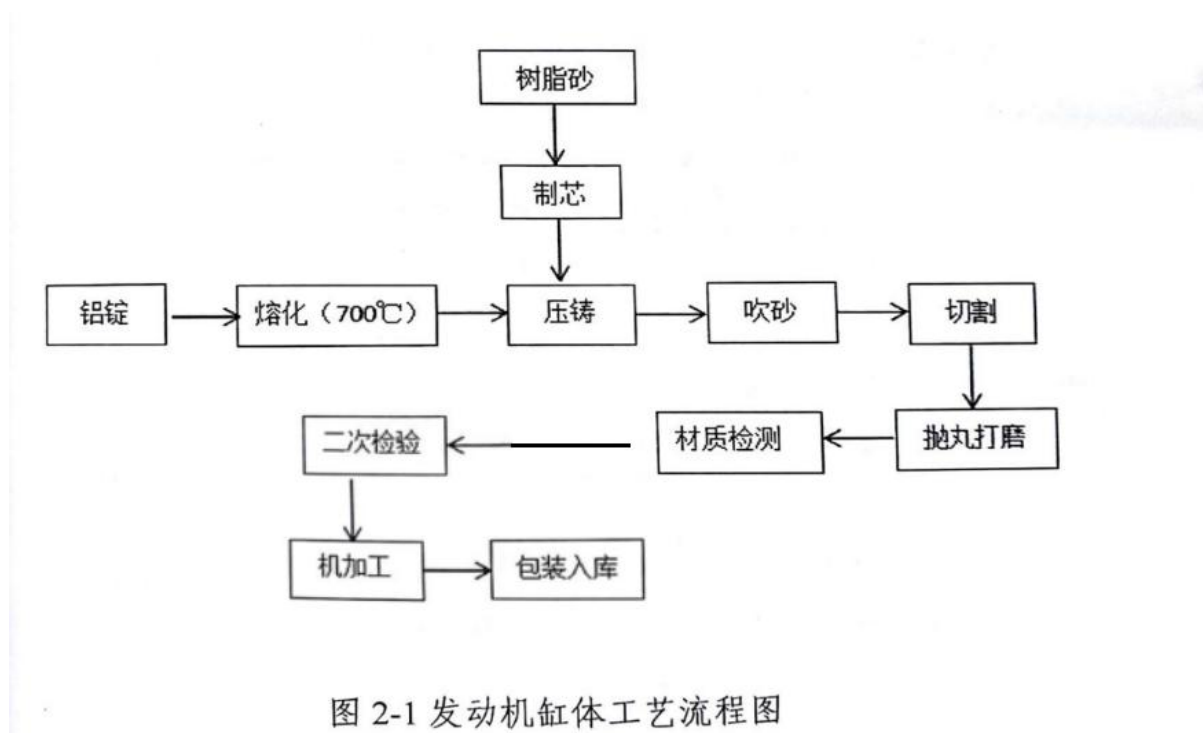 树脂砂
制芯
铝锭
熔化（700℃）
压铸
吹砂
切割
二次检验
材质检测
抛丸打磨
机加工
包装入库
图 2-1 发动机缸体工艺流程图